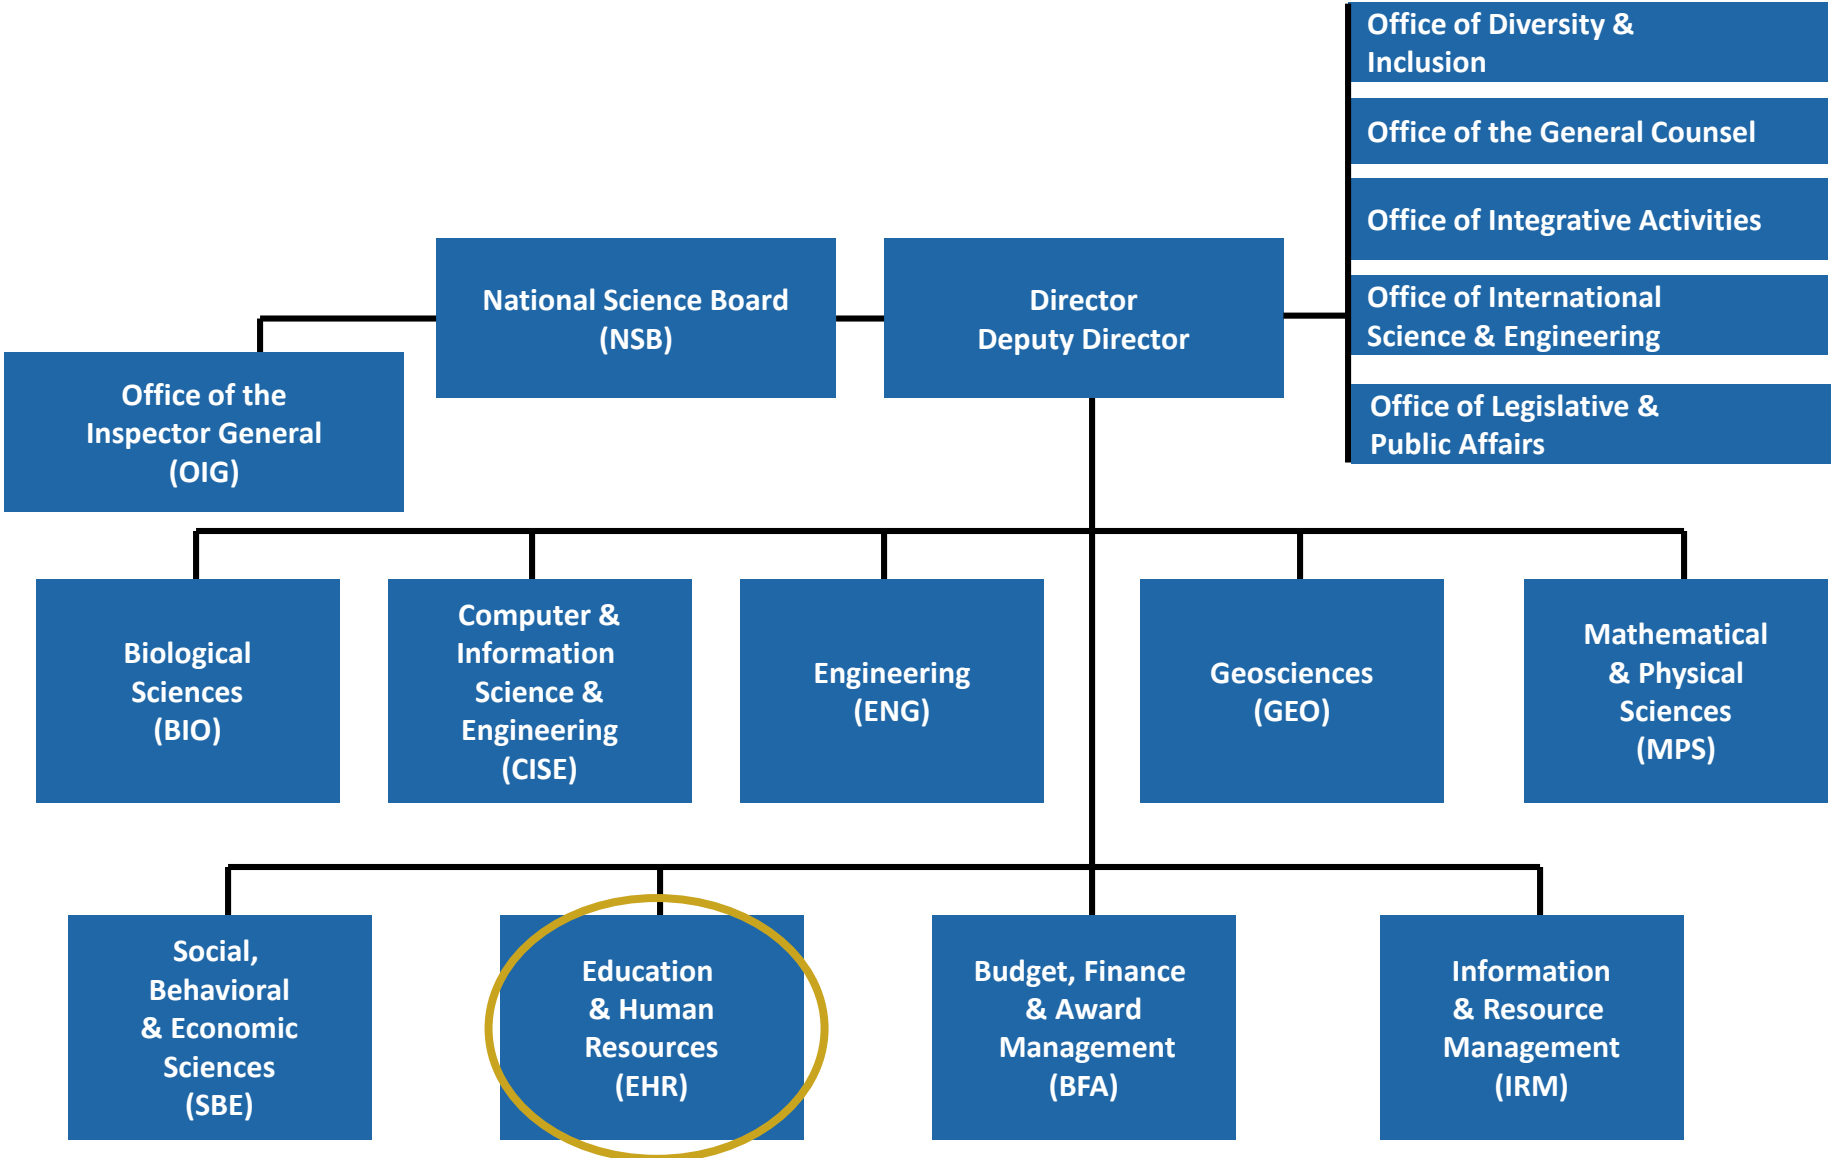 Office of Diversity &
Inclusion
Office of the General Counsel
Office of Integrative Activities
Office of International
Science & Engineering
Office of Legislative &
Public Affairs
National Science Board
(NSB)
Director
Deputy Director
Office of the
Inspector General
(OIG)
Biological
Sciences
(BIO)
Computer &
Information
Science &
Engineering
(CISE)
Engineering
(ENG)
Geosciences
(GEO)
Mathematical
& Physical
Sciences
(MPS)
Social,
Behavioral
& Economic
Sciences
(SBE)
Education
& Human
Resources
(EHR)
Budget, Finance
& Award
Management
(BFA)
Information
& Resource
Management
(IRM)